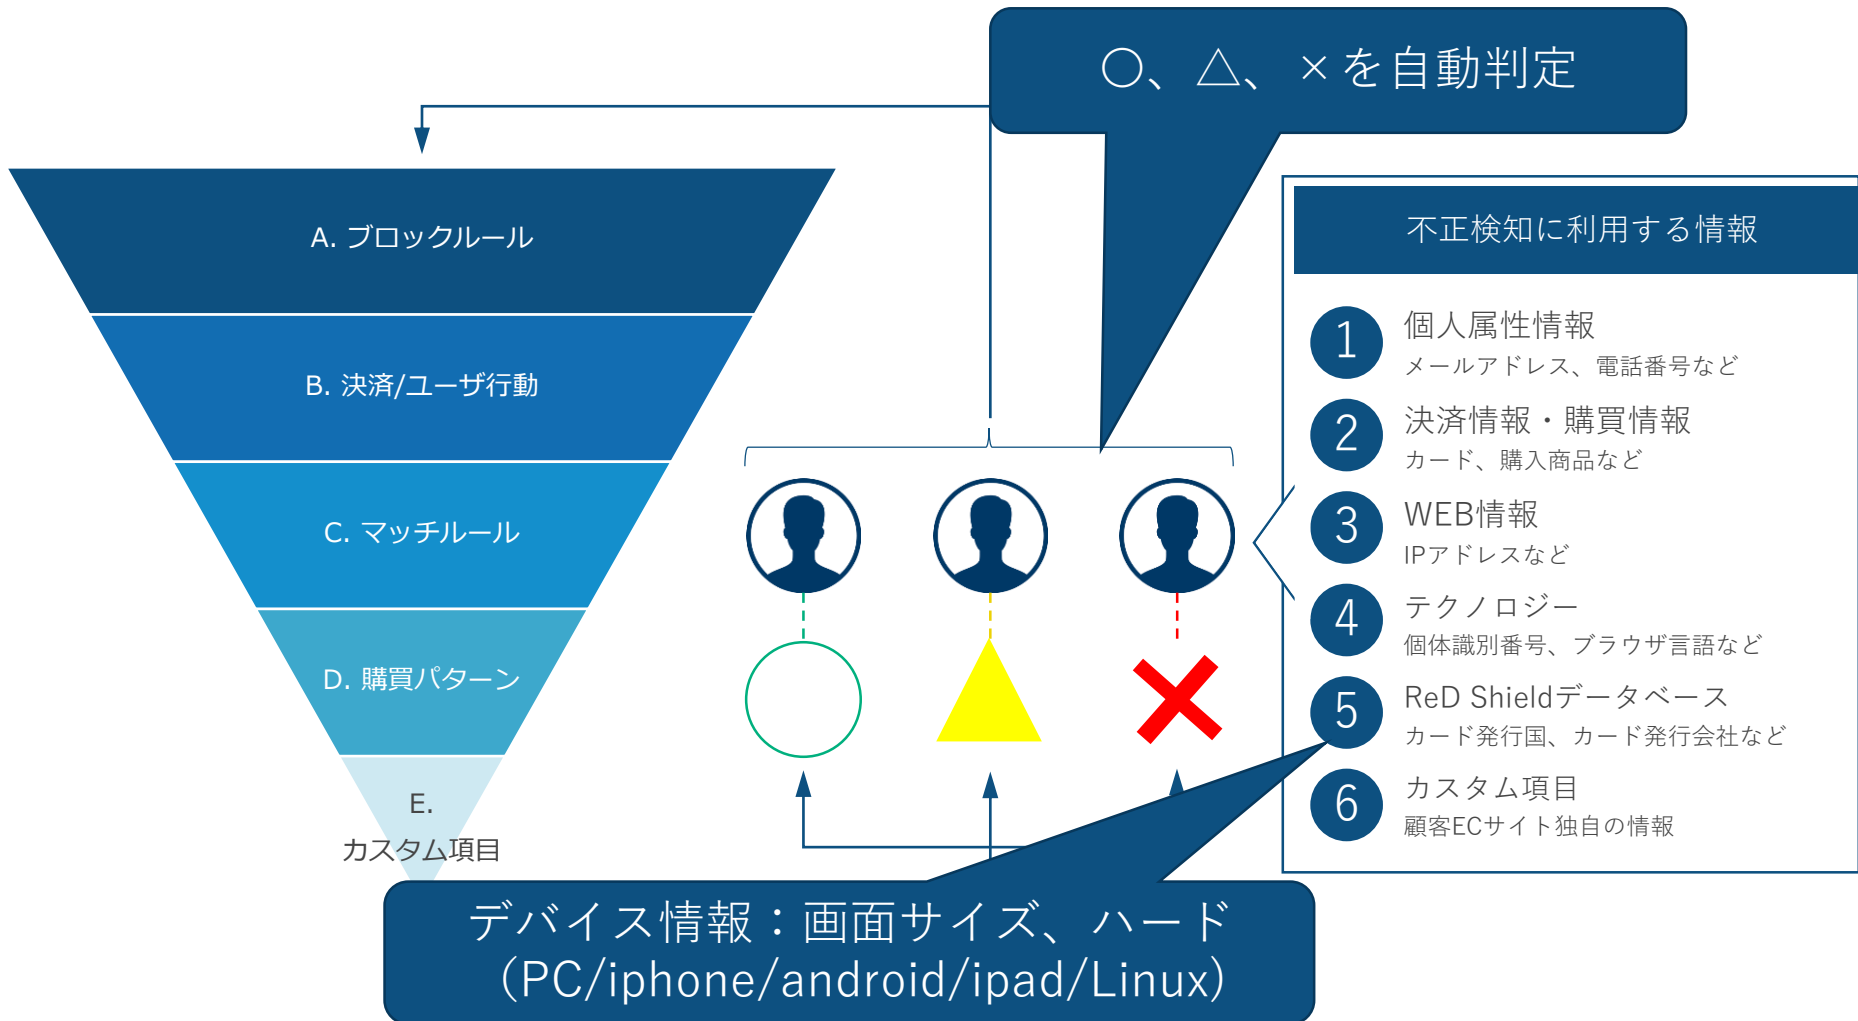 ○、△、×を自動判定
A. ブロックルール
B. 決済/ユーザ行動
C. マッチルール
D. 購買パターン
E.
カスタム項目
不正検知に利用する情報
1 個人属性情報
メールアドレス、電話番号など
2 決済情報・購買情報
カード、購入商品など
3 WEB情報
IPアドレスなど
4 テクノロジー
個体識別番号、ブラウザ言語など
5 ReD Shieldデータベース
カード発行国、カード発行会社など
6 カスタム項目
顧客ECサイト独自の情報
デバイス情報：画面サイズ、ハード
（PC/iphone/android/ipad/Linux）